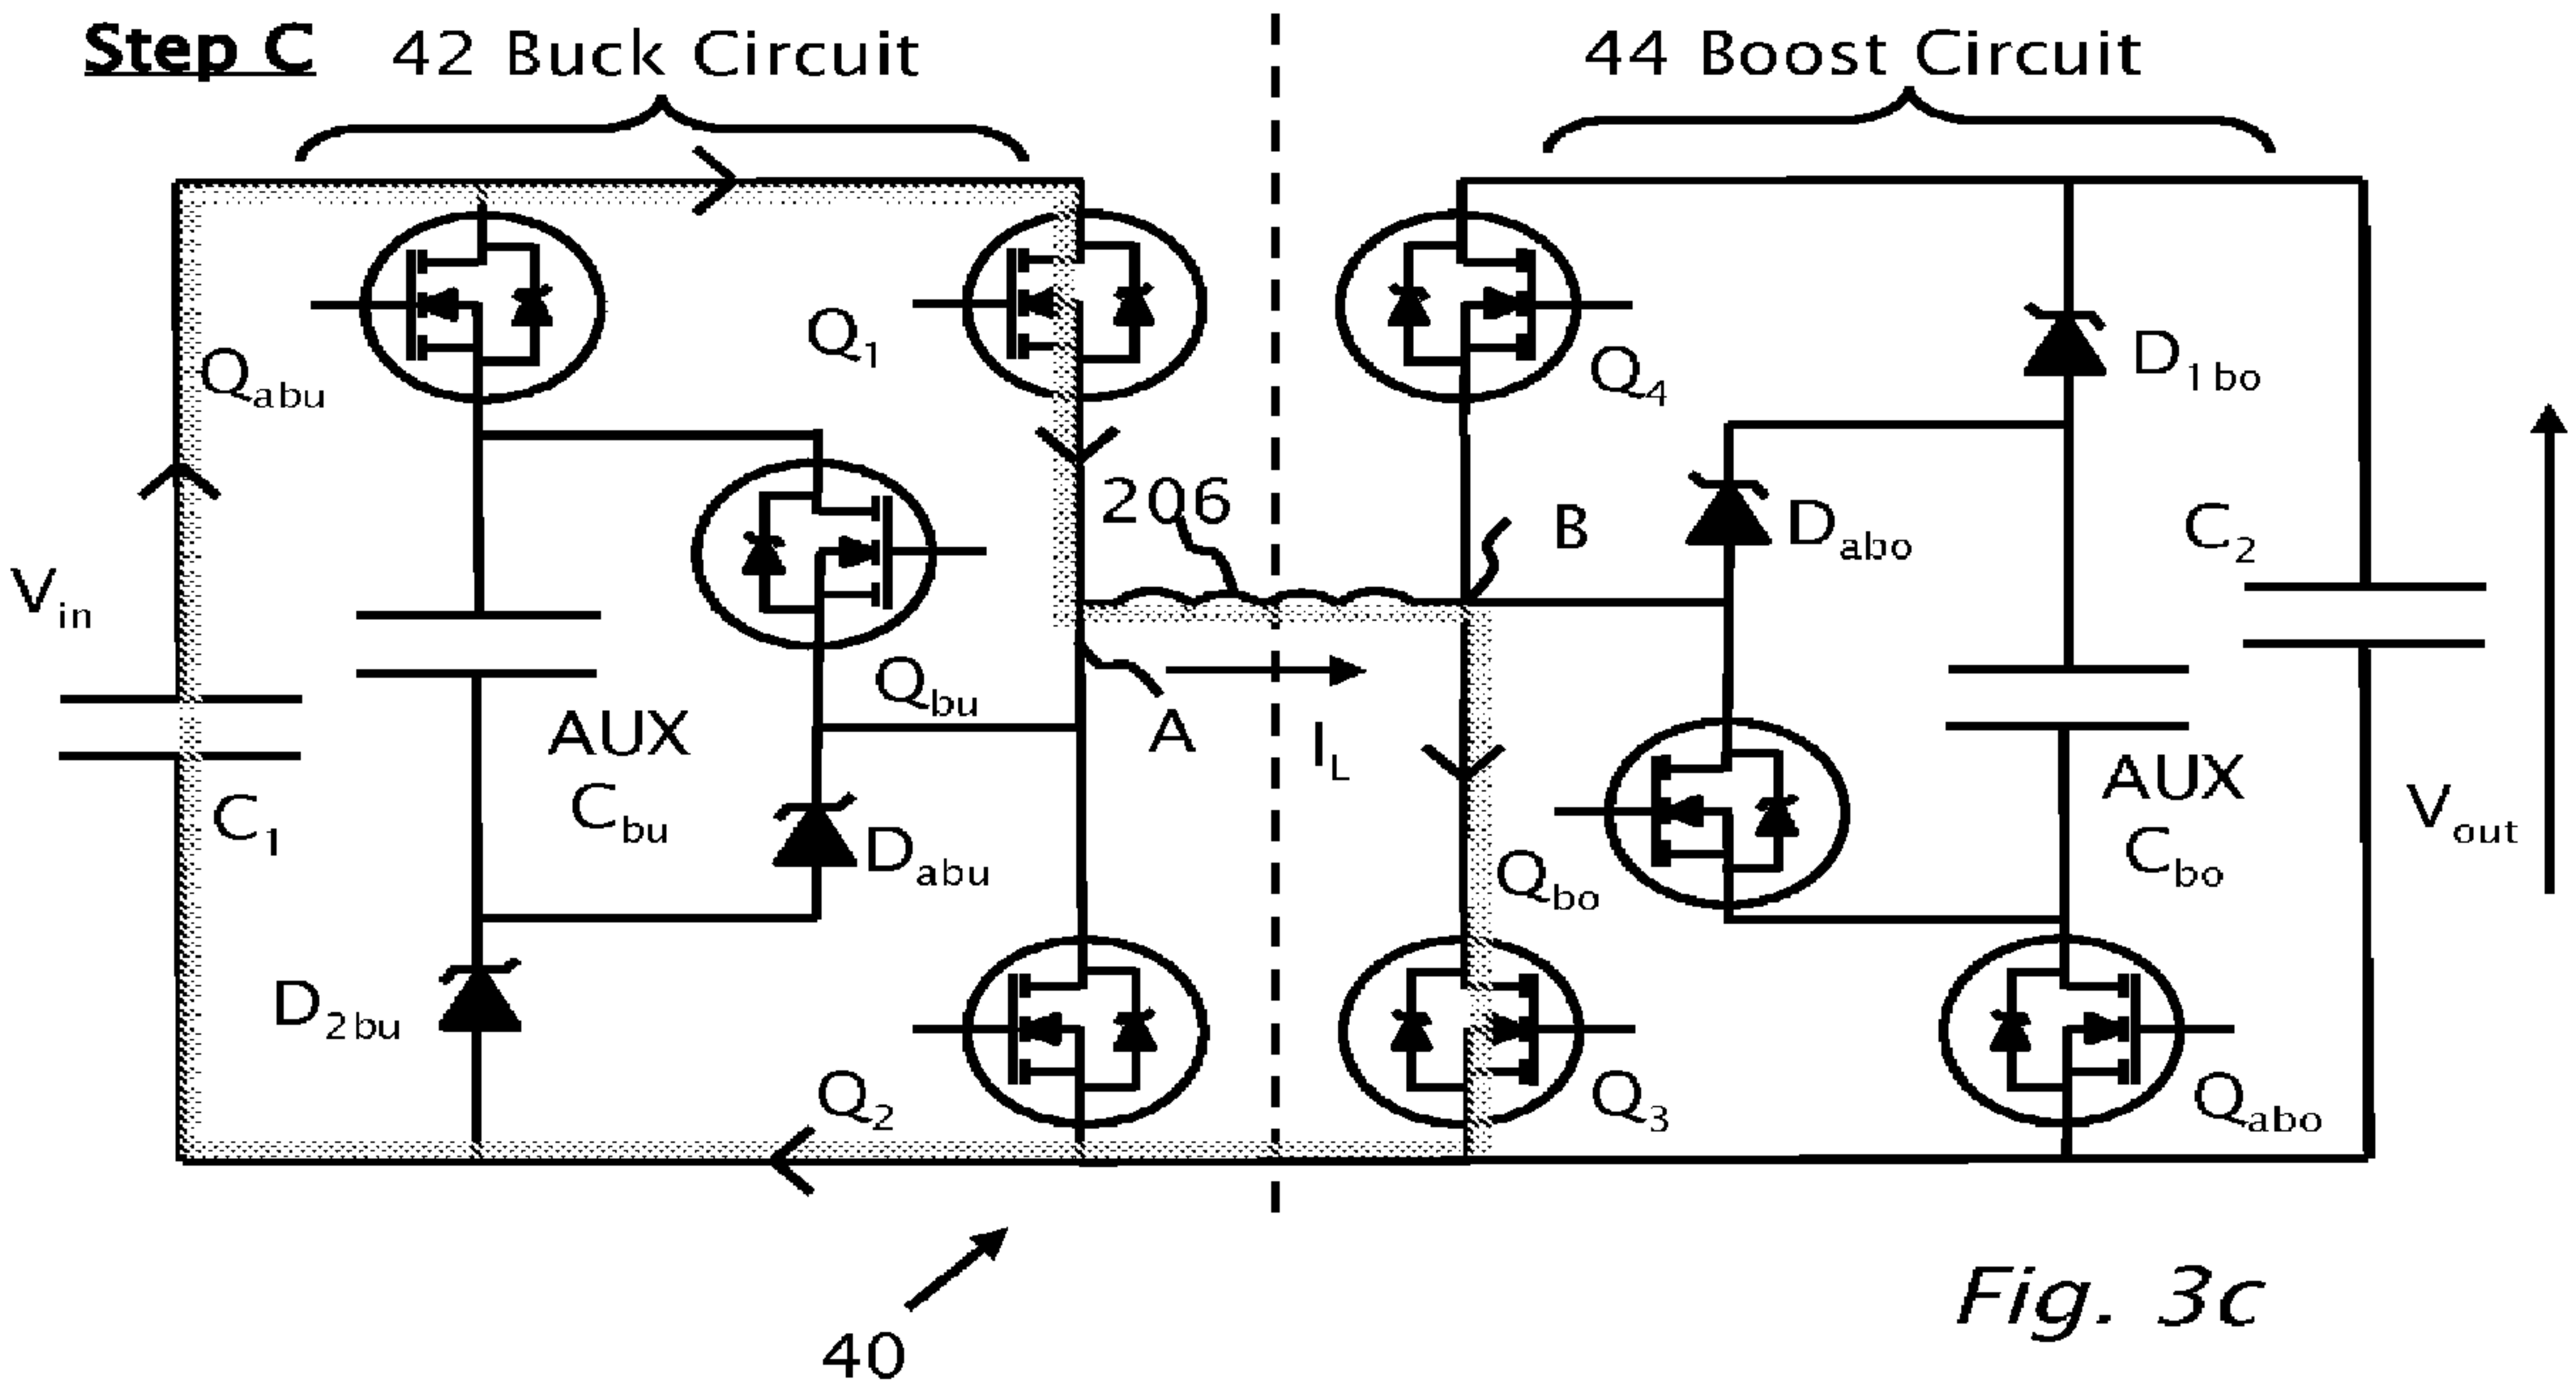 Step C 42 Buck Circuit 44 Boost Circuit
Qabu
Q1
Q4
D1bo
206
B
Dabo
C2
Vin
Qbu
A
IL
AUX
Cbu
AUX
Cbo
Vout
C1
Dabu
Qbo
D2bu
Q2
Q3
Qabo
40
Fig. 3c